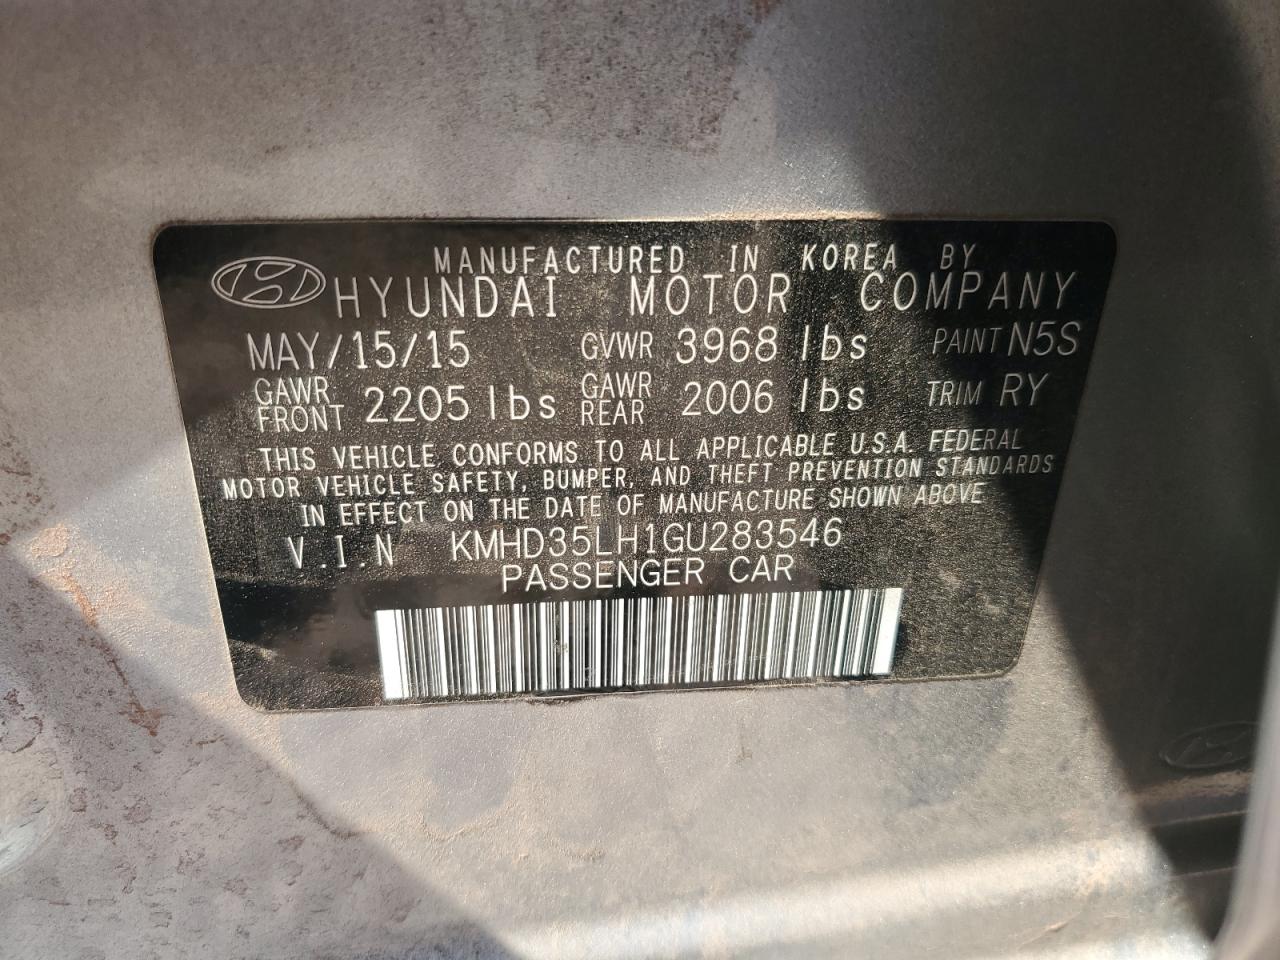 MANUFACTURED IN KOREA BY
HYUNDAI MOTOR COMPANY
MAY/15/15 GVWR 3968 lbs PAINT N5S
GAWR FRONT 2205 lbs GAWR REAR 2006 lbs TRIM RY
THIS VEHICLE CONFORMS TO ALL APPLICABLE U.S.A. FEDERAL
MOTOR VEHICLE SAFETY, BUMPER, AND THEFT PREVENTION STANDARDS
IN EFFECT ON THE DATE OF MANUFACTURE SHOWN ABOVE
V.I.N KMHD35LH1GU283546
PASSENGER CAR